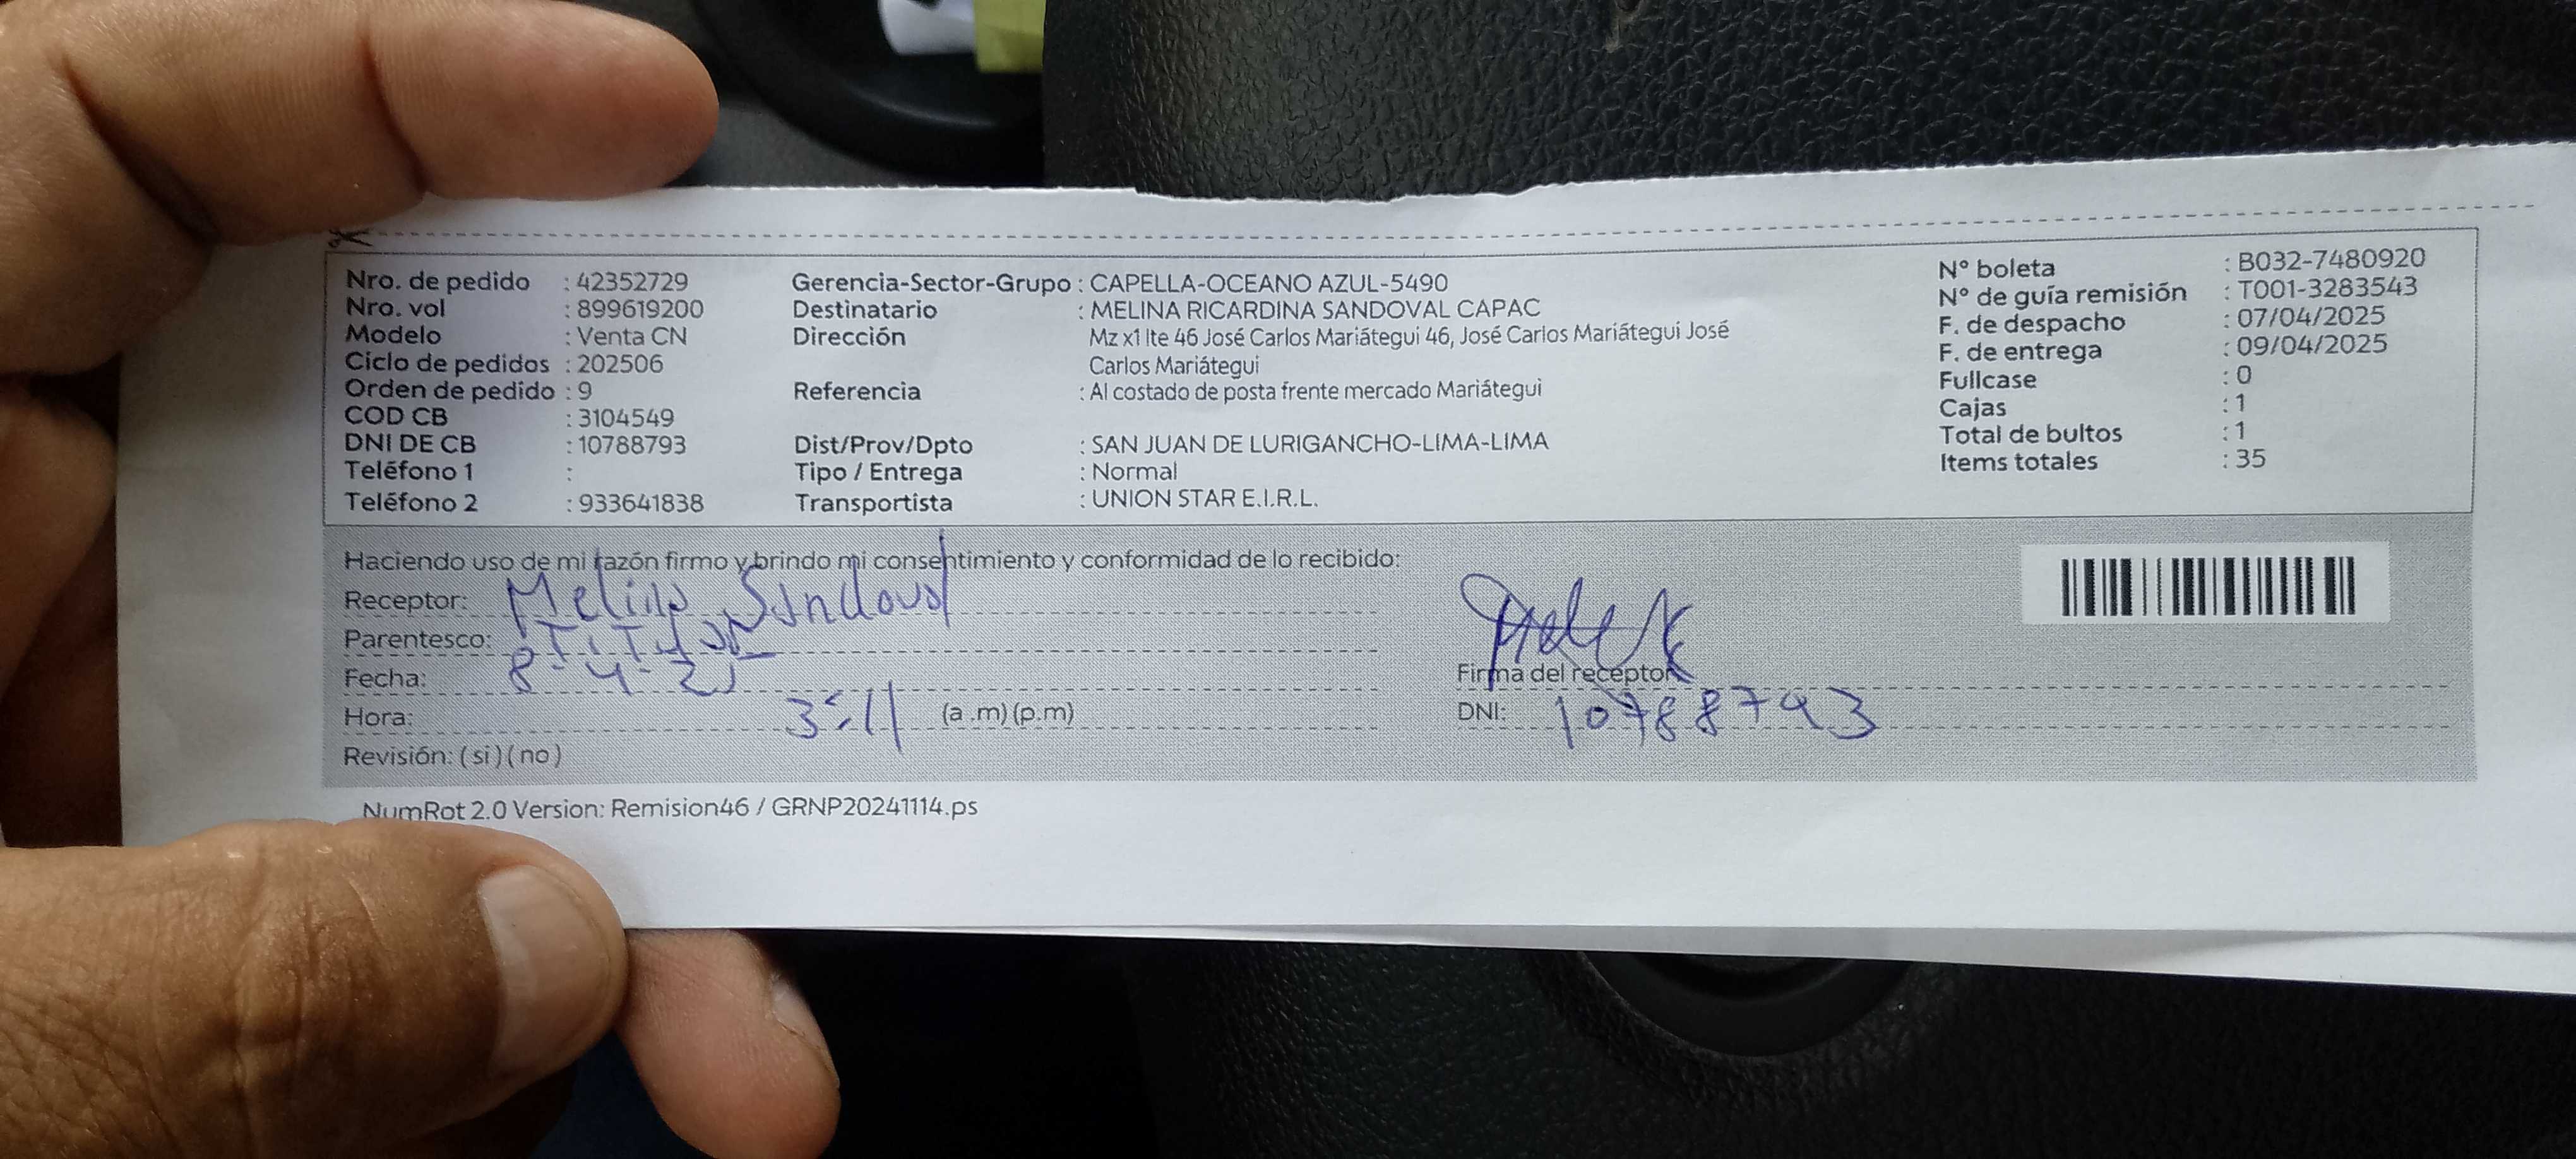 Nro. de pedido : 42352729 Gerencia-Sector-Grupo : CAPELLA-OCEANO AZUL-5490 N° boleta : B032-7480920
Nro. vol : 899619200 Destinatario : MELINA RICARDINA SANDOVAL CAPAC N° de guía remisión : T001-3283543
Modelo : Venta CN Dirección Mz x1 lte 46 José Carlos Mariátegui 46, José Carlos Mariátegui José F. de despacho : 07/04/2025
Ciclo de pedidos : 202506 Carlos Mariátegui F. de entrega : 09/04/2025
Orden de pedido : 9 Referencia : Al costado de posta frente mercado Mariátegui Fullcase : 0
COD CB : 3104549 Cajas : 1
DNI DE CB : 10788793 Dist/Prov/Dpto : SAN JUAN DE LURIGANCHO-LIMA-LIMA Total de bultos : 1
Teléfono 1 : Tipo / Entrega : Normal Items totales : 35
Teléfono 2 : 933641838 Transportista : UNION STAR E.I.R.L.
Haciendo uso de mi razón firmo y brindo mi consentimiento y conformidad de lo recibido:
Receptor: Melina Sandoval
Parentesco: Titular
Fecha: 8-4-25 Firma del receptor
Hora: 3:11 (a .m) (p.m) DNI: 10788793
Revisión: ( si ) ( no )
NumRot 2.0 Version: Remision46 / GRNP20241114.ps